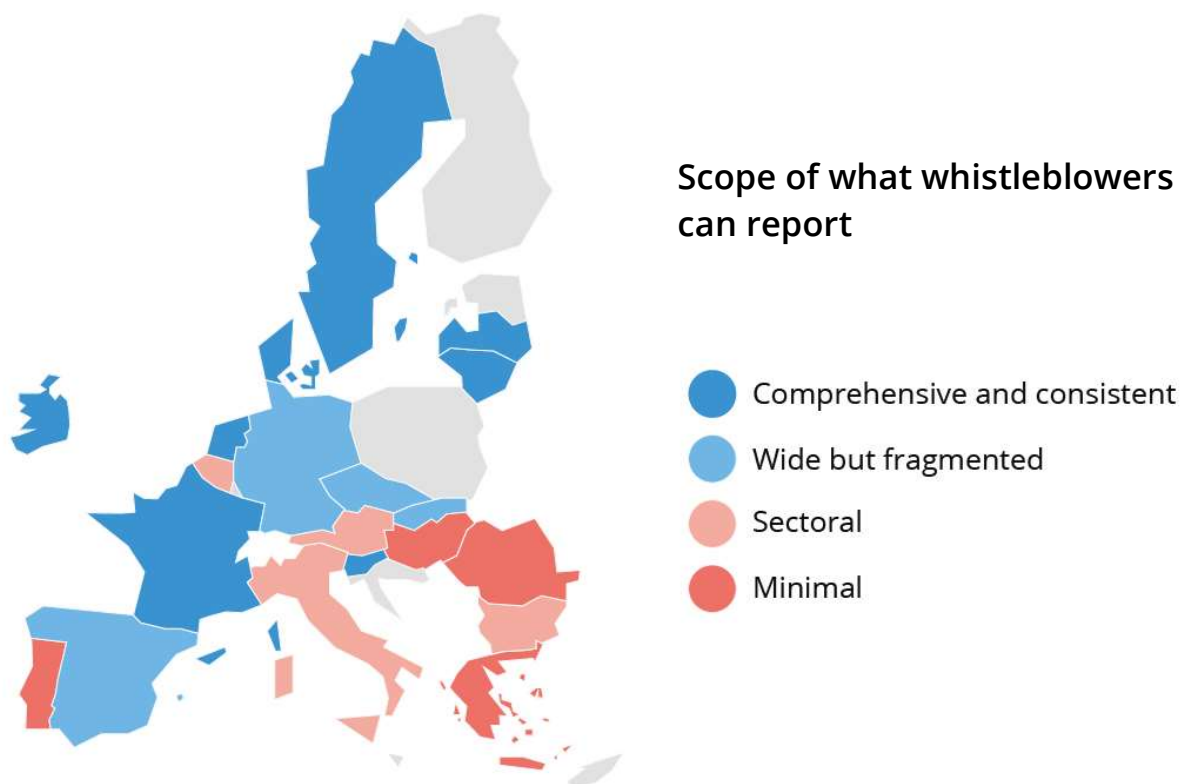 Scope of what whistleblowers
can report
Comprehensive and consistent
Wide but fragmented
Sectoral
Minimal